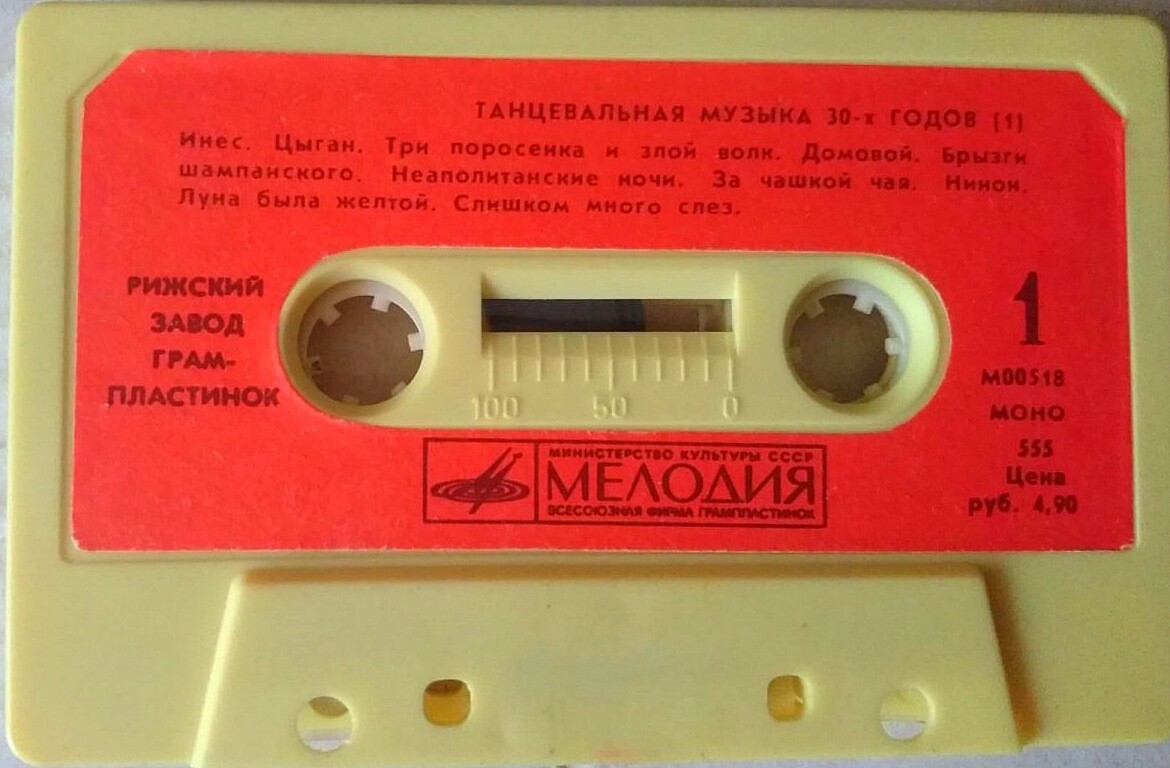 ТАНЦЕВАЛЬНАЯ МУЗЫКА 30-х ГОДОВ (1)
Инес. Цыган. Три поросенка и злой волк. Домовой. Брызги
шампанского. Неаполитанские ночи. За чашкой чая. Нинон.
Луна была желтой. Слишком много слез.
РИЖСКИЙ
ЗАВОД
ГРАМ-
ПЛАСТИНОК
100 50 0
1
М00518
МОНО
555
Цена
руб. 4,90
МИНИСТЕРСТВО КУЛЬТУРЫ СССР
МЕЛОДИЯ
ВСЕСОЮЗНАЯ ФИРМА ГРАМПЛАСТИНОК